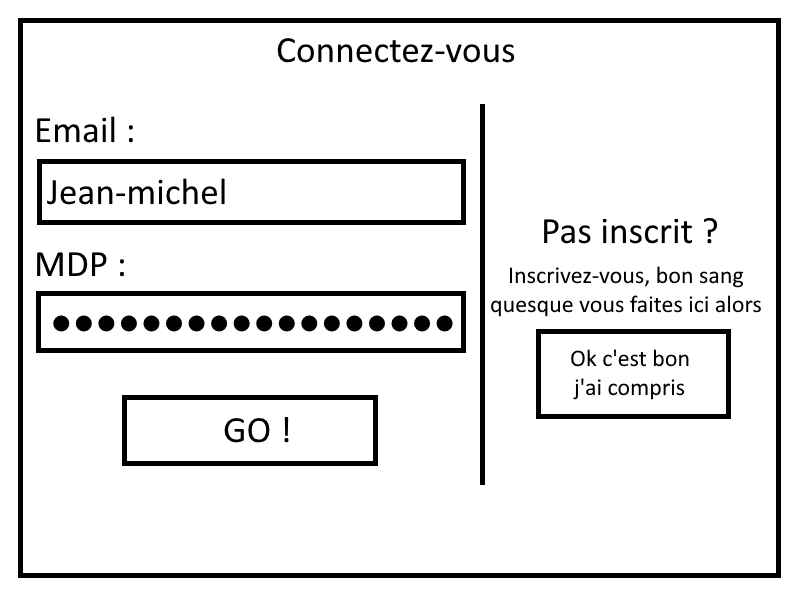 Connectez-vous
Email :
Jean-michel
MDP :
●●●●●●●●●●●●●●●●●●
GO !
Pas inscrit ?
Inscrivez-vous, bon sang
quesque vous faites ici alors
Ok c'est bon
j'ai compris